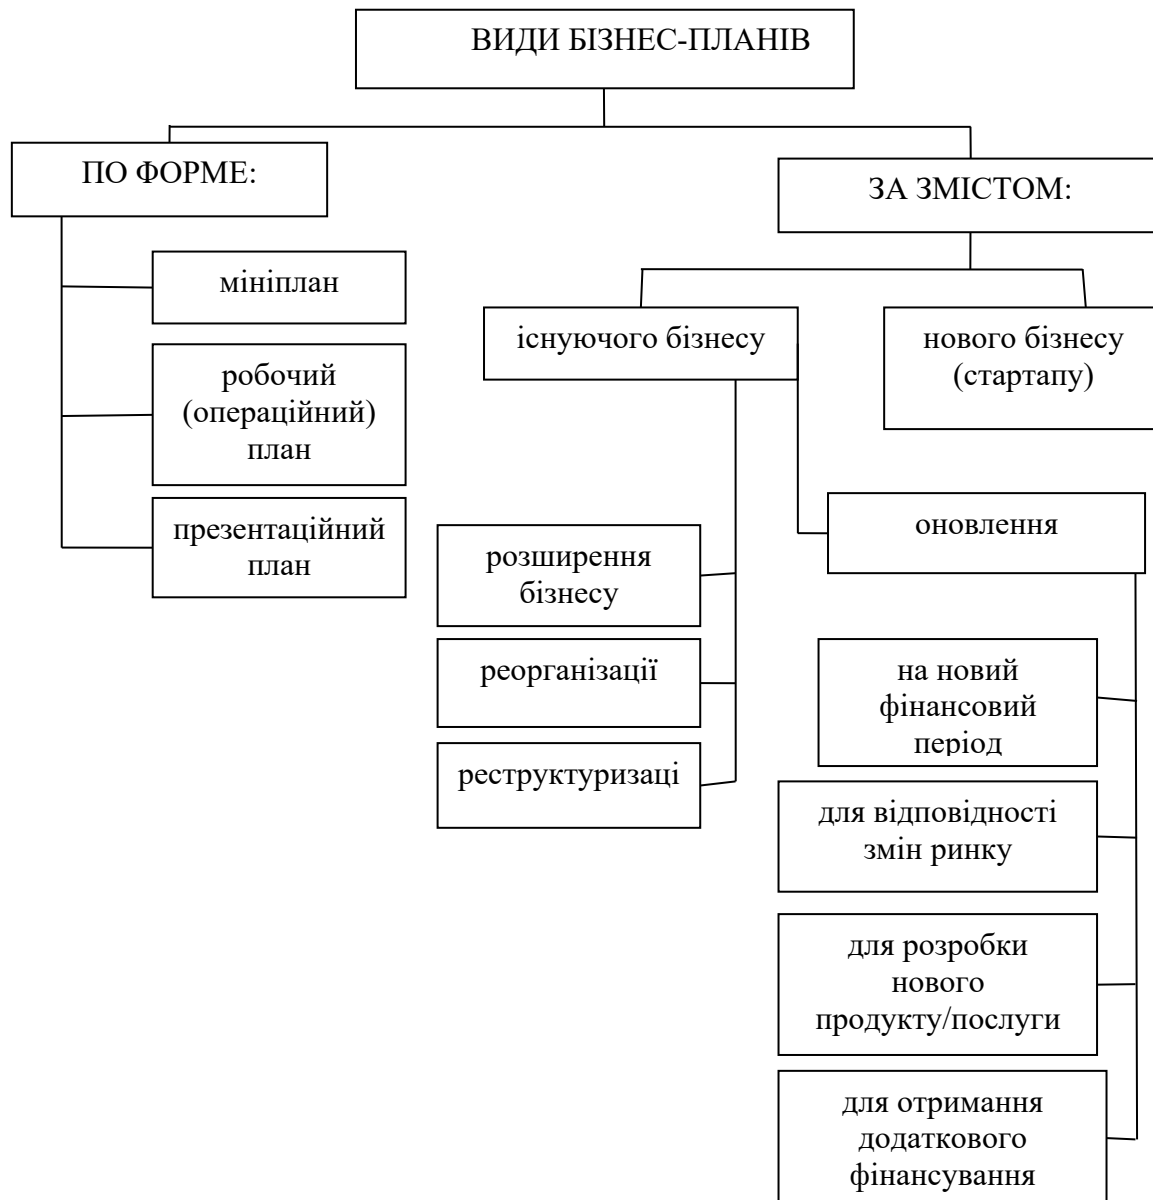 ВИДИ БІЗНЕС-ПЛАНІВ
ПО ФОРМЕ:
ЗА ЗМІСТОМ:
мініплан
робочий
(операційний)
план
презентаційний
план
існуючого бізнесу
нового бізнесу
(стартапу)
розширення
бізнесу
реорганізації
реструктуризаці
оновлення
на новий
фінансовий
період
для відповідності
змін ринку
для розробки
нового
продукту/послуги
для отримання
додаткового
фінансування